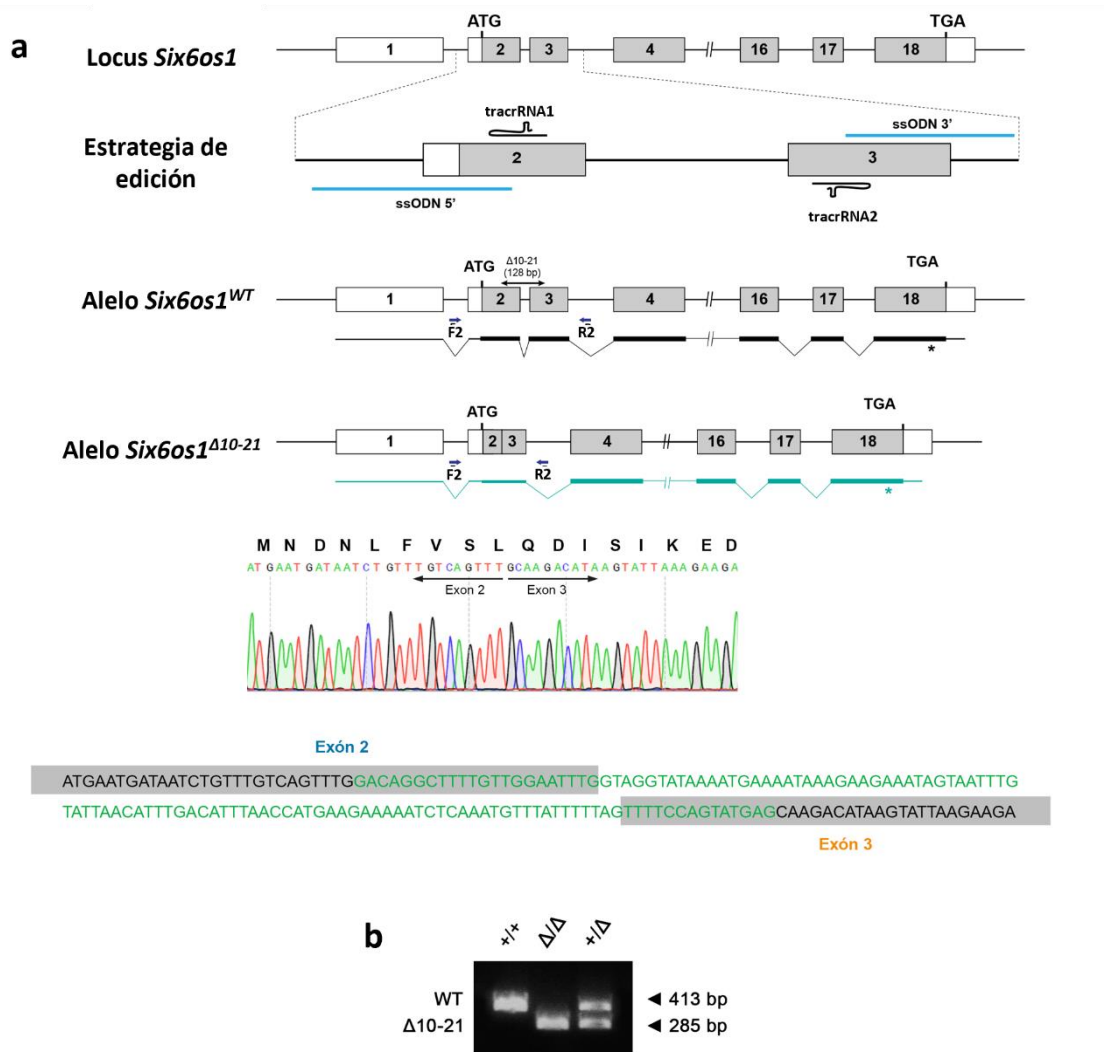 a
ATG
TGA
Locus Six6os1
1 2 3 4 16 17 18
tracrRNA1
ssODN 3’
Estrategia de
edición
2 3
ssODN 5’
tracrRNA2
Δ10-21
(128 bp)
ATG
TGA
Alelo Six6os1WT
1 2 3 4 16 17 18
F2 R2
*
ATG
TGA
Alelo Six6os1Δ10-21
1 2 3 4 16 17 18
F2 R2
*
M N D N L F V S L Q D I S I K E D
ATGAATGATAATCTGTTTGTCAGTTTGCAAGACATAAGTATTAAAGAAGA
Exon 2 Exon 3
Exón 2
ATGAATGATAATCTGTTTGTCAGTTTGGACAGGCTTTTGTTGGAATTTGGTAGGTATAAAATGAAAATAAAGAAGAAATAGTAATTTG
TATTAACATTTGACATTTAACCATGAAGAAAAATCTCAAATGTTTATTTTTAGTTTTCCAGTATGAGCAAGACATAAGTATTAAGAAGA
Exón 3
b
+/+ Δ/Δ +/Δ
WT ◄ 413 bp
Δ10-21 ◄ 285 bp